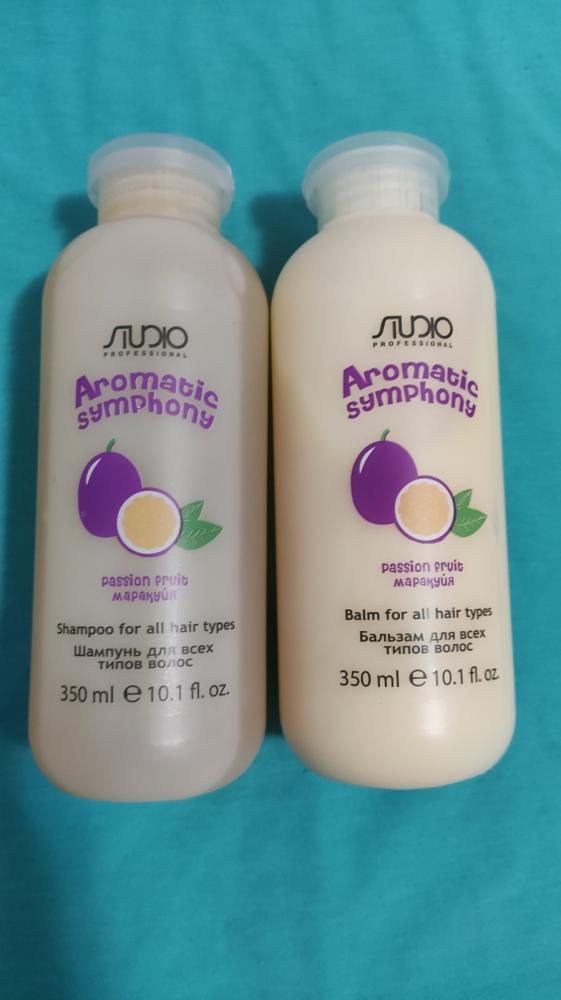 STUDIO
PROFESSIONAL
Aromatic
symphony
passion fruit
маракуйя
Shampoo for all hair types
Шампунь для всех
типов волос
350 ml ℮ 10.1 fl. oz.
STUDIO
PROFESSIONAL
Aromatic
symphony
passion fruit
маракуйя
Balm for all hair types
Бальзам для всех
типов волос
350 ml ℮ 10.1 fl. oz.